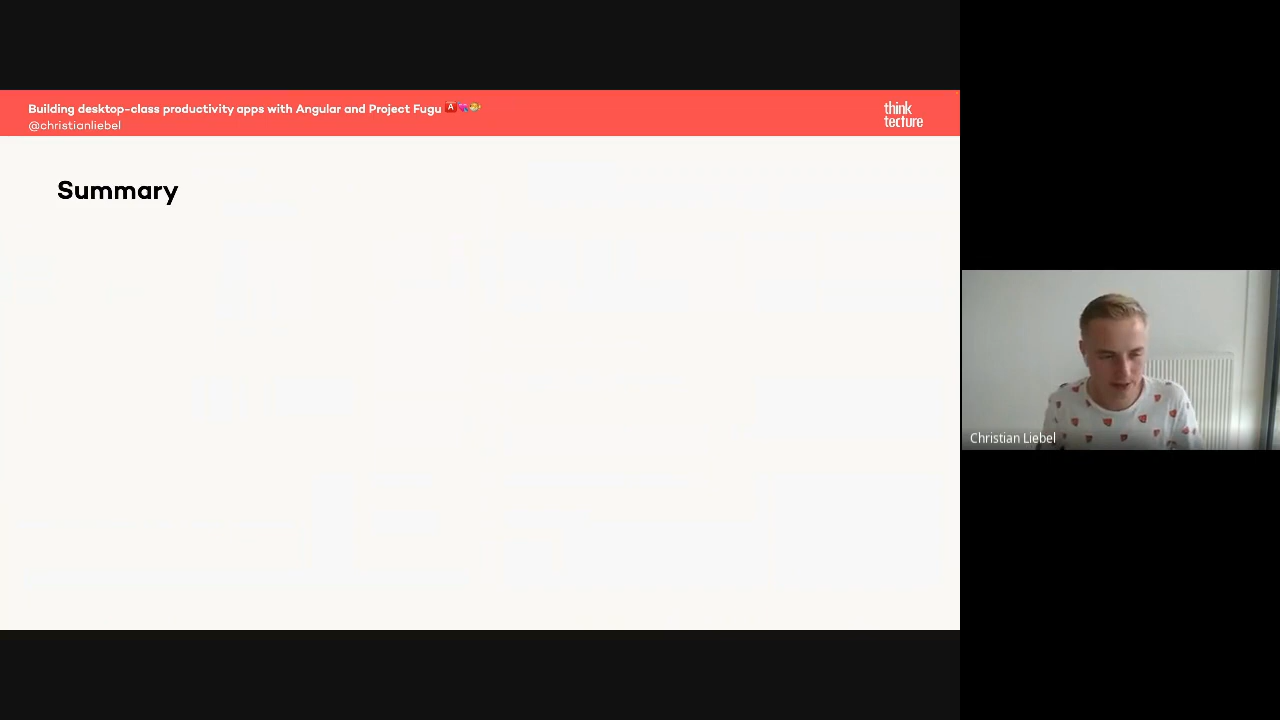 Building desktop-class productivity apps with Angular and Project Fugu 🅰️💜🐡
@christianliebel
think
tecture
Summary
Christian Liebel